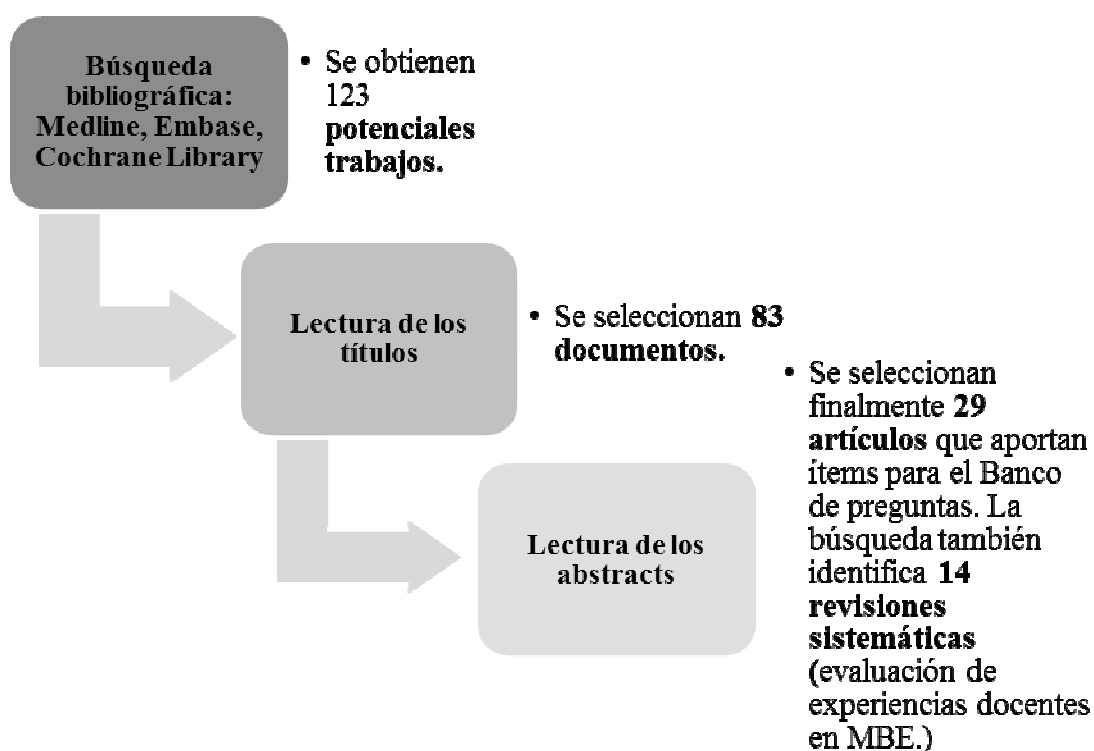 Búsqueda
bibliográfica:
Medline, Embase,
Cochrane Library
• Se obtienen
123
potenciales
trabajos.
Lectura de los
títulos
• Se seleccionan 83
documentos.
Lectura de los
abstracts
• Se seleccionan
finalmente 29
artículos que aportan
ítems para el Banco
de preguntas. La
búsqueda también
identifica 14
revisiones
sistemáticas
(evaluación de
experiencias docentes
en MBE.)